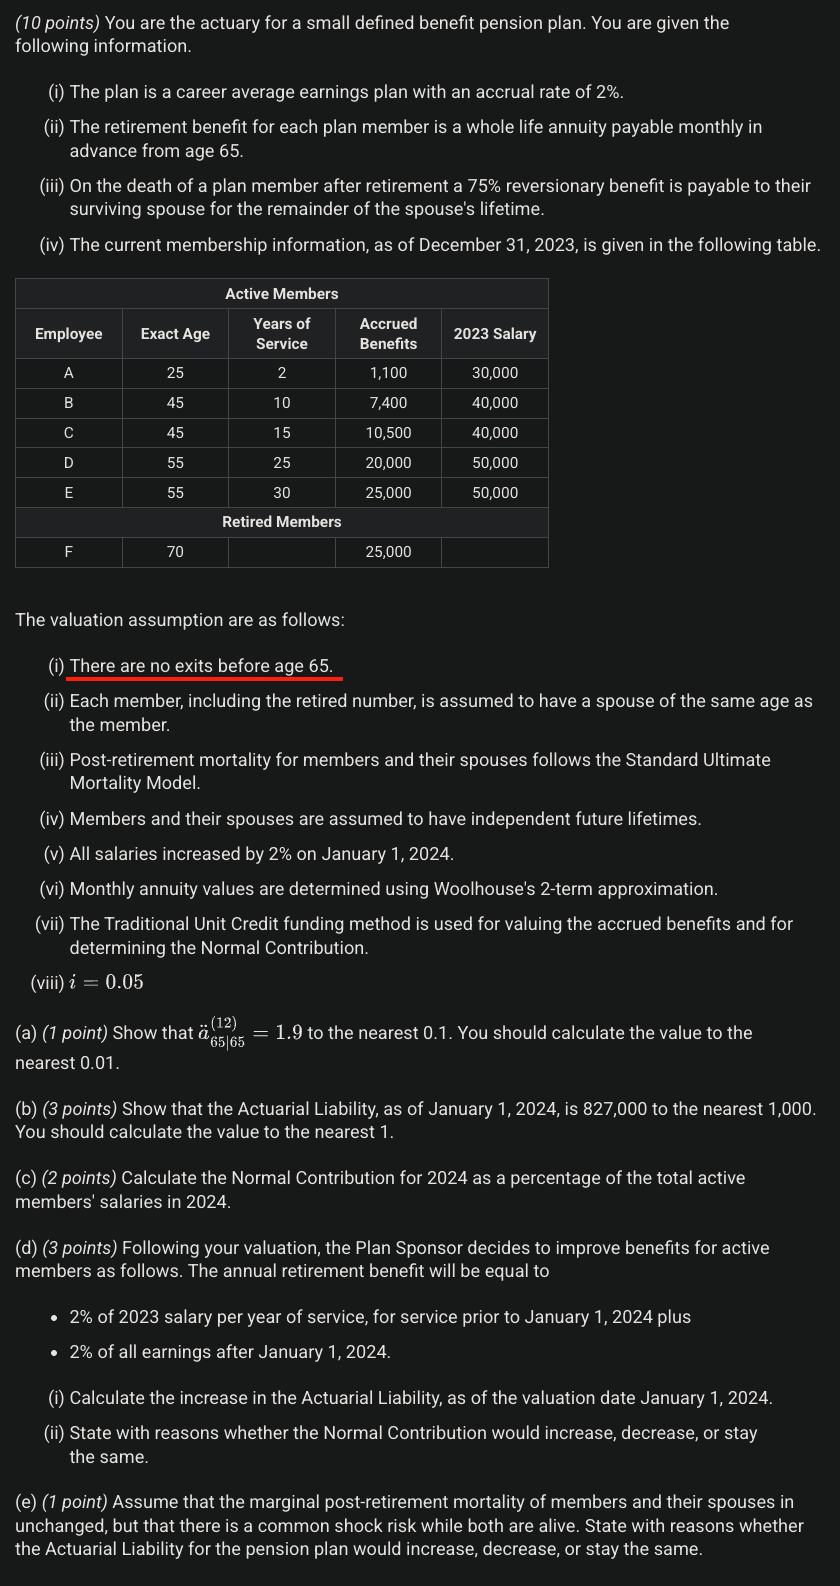 (10 points) You are the actuary for a small defined benefit pension plan. You are given the
following information.
(i) The plan is a career average earnings plan with an accrual rate of 2%.
(ii) The retirement benefit for each plan member is a whole life annuity payable monthly in
advance from age 65.
(iii) On the death of a plan member after retirement a 75% reversionary benefit is payable to their
surviving spouse for the remainder of the spouse's lifetime.
(iv) The current membership information, as of December 31, 2023, is given in the following table.
Active Members
Employee Exact Age Years of Service Accrued Benefits 2023 Salary
A 25 2 1,100 30,000
B 45 10 7,400 40,000
C 45 15 10,500 40,000
D 55 25 20,000 50,000
E 55 30 25,000 50,000
Retired Members
F 70 25,000
The valuation assumption are as follows:
(i) There are no exits before age 65.
(ii) Each member, including the retired number, is assumed to have a spouse of the same age as
the member.
(iii) Post-retirement mortality for members and their spouses follows the Standard Ultimate
Mortality Model.
(iv) Members and their spouses are assumed to have independent future lifetimes.
(v) All salaries increased by 2% on January 1, 2024.
(vi) Monthly annuity values are determined using Woolhouse's 2-term approximation.
(vii) The Traditional Unit Credit funding method is used for valuing the accrued benefits and for
determining the Normal Contribution.
(viii) i = 0.05
(a) (1 point) Show that ä^{(12)}_{65|65} = 1.9 to the nearest 0.1. You should calculate the value to the
nearest 0.01.
(b) (3 points) Show that the Actuarial Liability, as of January 1, 2024, is 827,000 to the nearest 1,000.
You should calculate the value to the nearest 1.
(c) (2 points) Calculate the Normal Contribution for 2024 as a percentage of the total active
members' salaries in 2024.
(d) (3 points) Following your valuation, the Plan Sponsor decides to improve benefits for active
members as follows. The annual retirement benefit will be equal to
• 2% of 2023 salary per year of service, for service prior to January 1, 2024 plus
• 2% of all earnings after January 1, 2024.
(i) Calculate the increase in the Actuarial Liability, as of the valuation date January 1, 2024.
(ii) State with reasons whether the Normal Contribution would increase, decrease, or stay
the same.
(e) (1 point) Assume that the marginal post-retirement mortality of members and their spouses in
unchanged, but that there is a common shock risk while both are alive. State with reasons whether
the Actuarial Liability for the pension plan would increase, decrease, or stay the same.